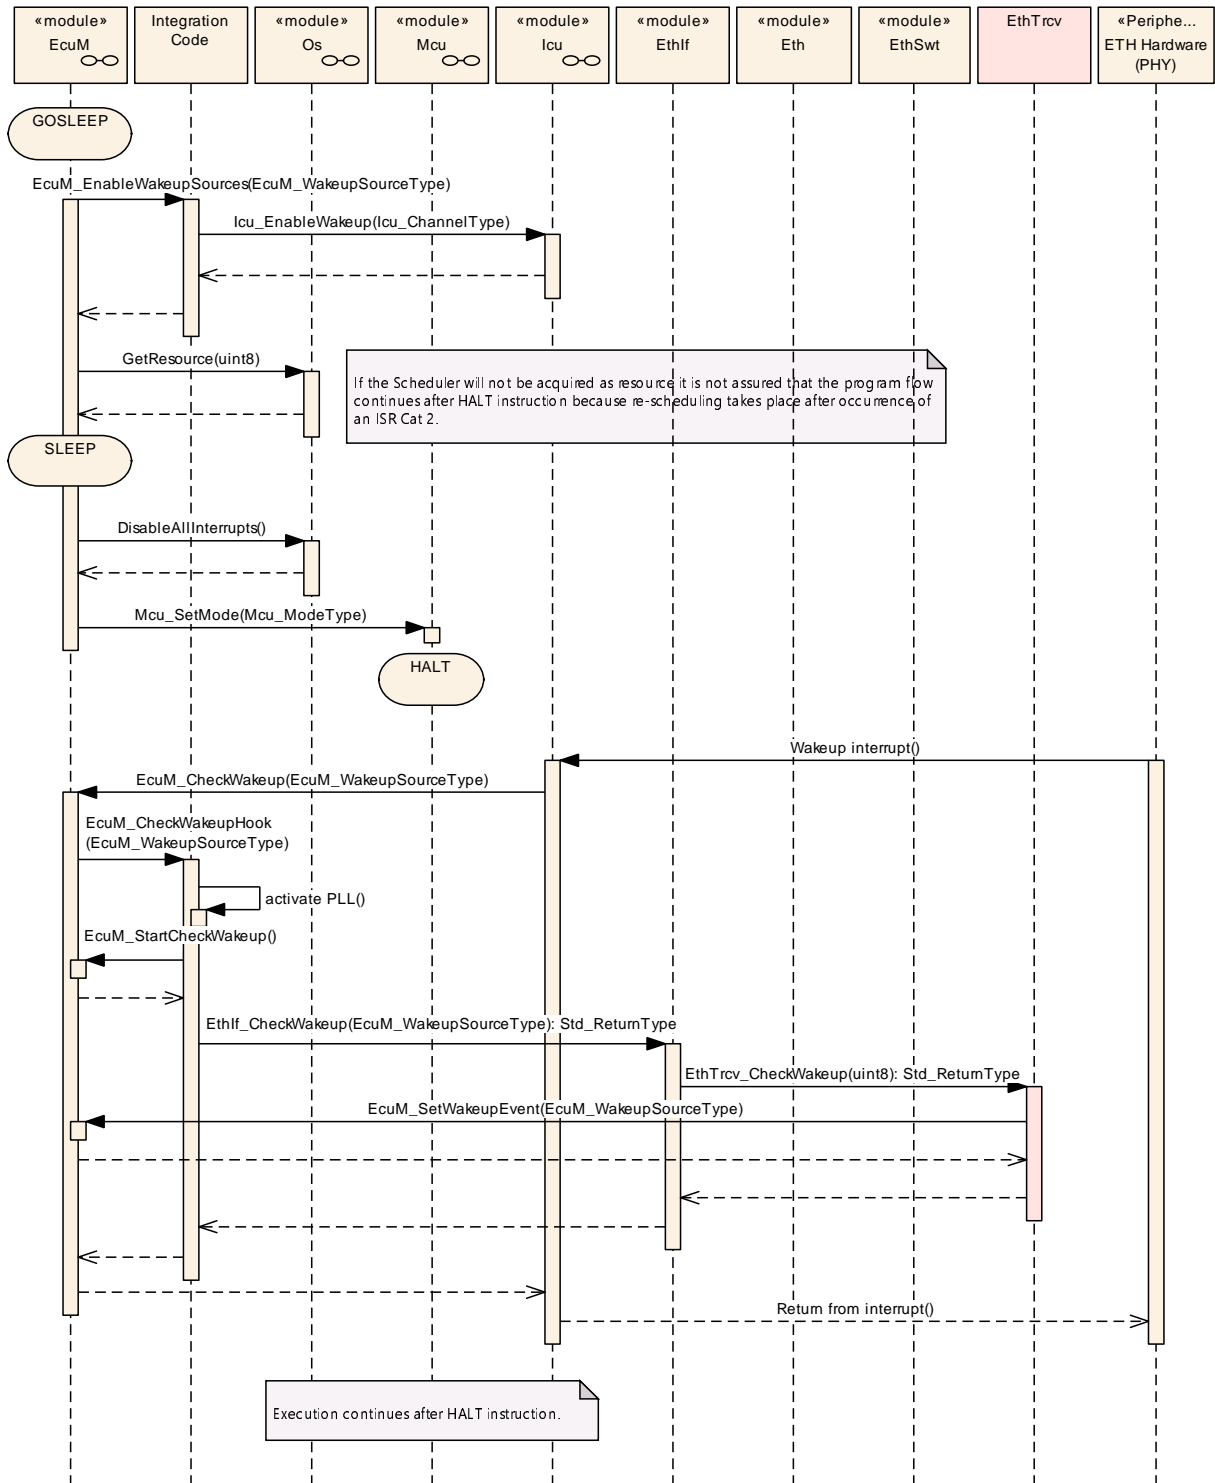 «module»
EcuM
Integration
Code
«module»
Os
«module»
Mcu
«module»
Icu
«module»
EthIf
«module»
Eth
«module»
EthSwt
EthTrcv
«Periphe...
ETH Hardware
(PHY)
GOSLEEP
EcuM_EnableWakeupSources(EcuM_WakeupSourceType)
Icu_EnableWakeup(Icu_ChannelType)
GetResource(uint8)
If the Scheduler will not be acquired as resource it is not assured that the program flow
continues after HALT instruction because re-scheduling takes place after occurrence of
an ISR Cat 2.
SLEEP
DisableAllInterrupts()
Mcu_SetMode(Mcu_ModeType)
HALT
Wakeup interrupt()
EcuM_CheckWakeup(EcuM_WakeupSourceType)
EcuM_CheckWakeupHook
(EcuM_WakeupSourceType)
activate PLL()
EcuM_StartCheckWakeup()
EthIf_CheckWakeup(EcuM_WakeupSourceType): Std_ReturnType
EthTrcv_CheckWakeup(uint8): Std_ReturnType
EcuM_SetWakeupEvent(EcuM_WakeupSourceType)
Return from interrupt()
Execution continues after HALT instruction.